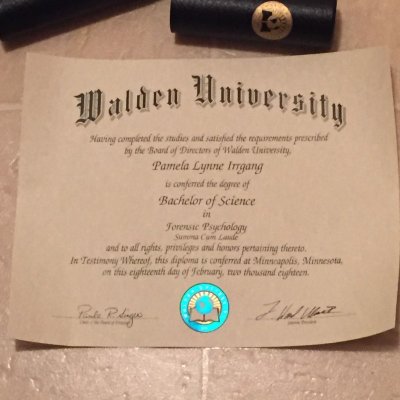 Walden University
Having completed the studies and satisfied the requirements prescribed
by the Board of Directors of Walden University,
Pamela Lynne Irrgang
is conferred the degree of
Bachelor of Science
in
Forensic Psychology
Summa Cum Laude
and to all rights, privileges and honors pertaining thereto.
In Testimony Whereof, this diploma is conferred at Minneapolis, Minnesota,
on this eighteenth day of February, two thousand eighteen.